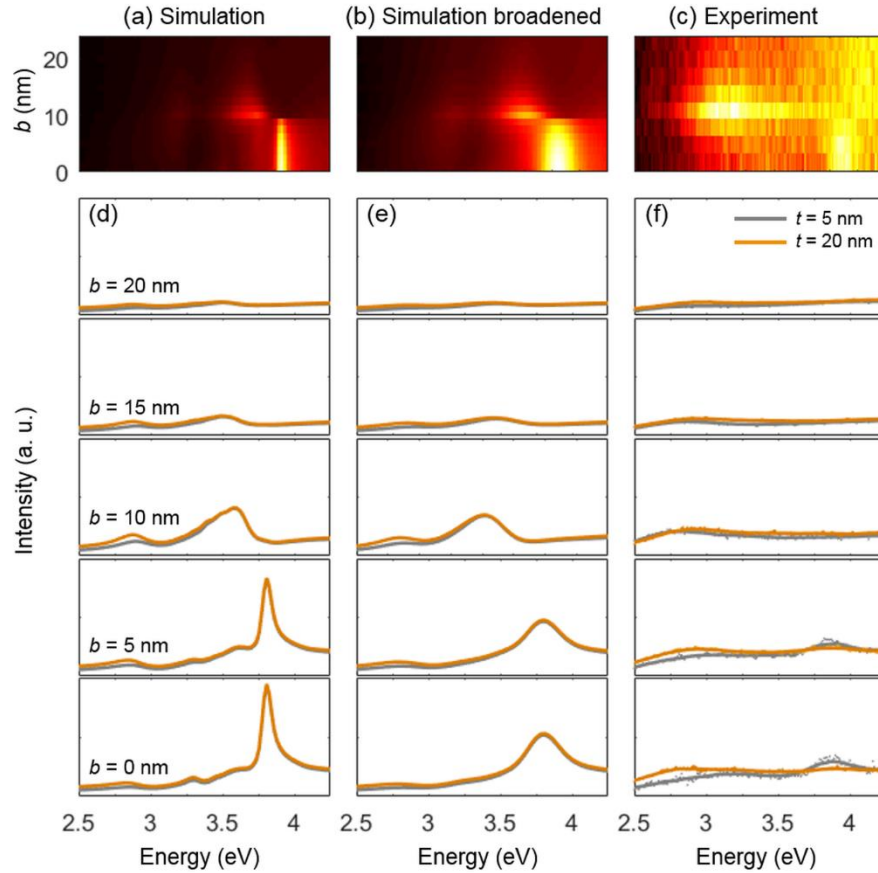 (a) Simulation (b) Simulation broadened (c) Experiment
20
10
0
b (nm)
(d) (e) (f)
t = 5 nm
t = 20 nm
b = 20 nm
b = 15 nm
b = 10 nm
b = 5 nm
b = 0 nm
Intensity (a. u.)
2.5 3 3.5 4 2.5 3 3.5 4 2.5 3 3.5 4
Energy (eV) Energy (eV) Energy (eV)